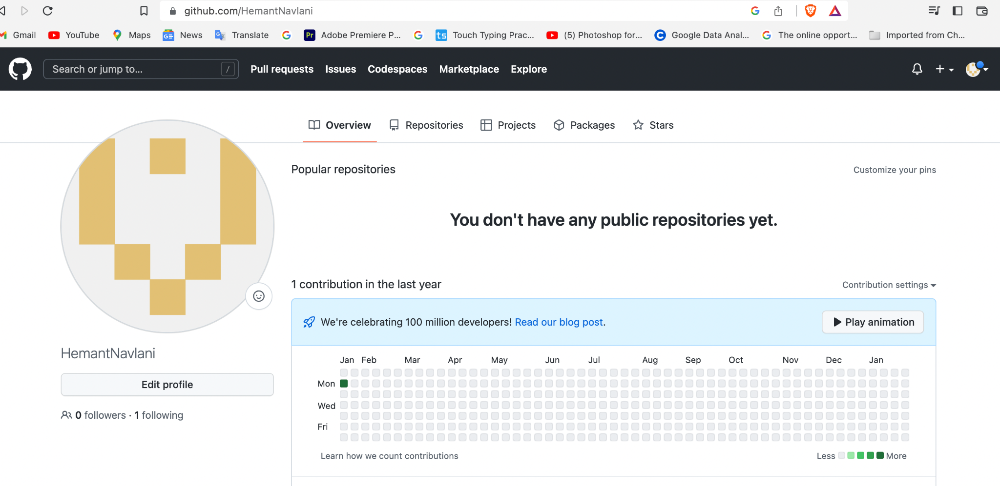 github.com/HemantNavlani
Gmail YouTube Maps News Translate Pr Adobe Premiere P... ts Touch Typing Prac... (5) Photoshop for... Google Data Anal... The online opport... Imported from Ch...
Search or jump to... / Pull requests Issues Codespaces Marketplace Explore
Overview Repositories Projects Packages Stars
Popular repositories Customize your pins
You don't have any public repositories yet.
1 contribution in the last year Contribution settings
We're celebrating 100 million developers! Read our blog post. Play animation
HemantNavlani
Edit profile
0 followers · 1 following
Jan Feb Mar Apr May Jun Jul Aug Sep Oct Nov Dec Jan
Mon
Wed
Fri
Learn how we count contributions Less More